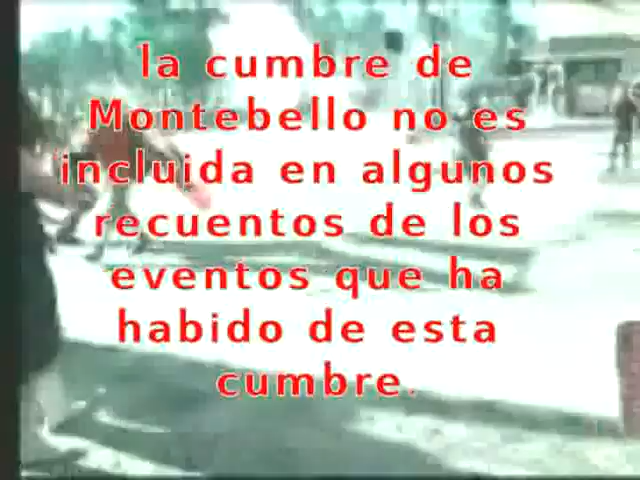 la cumbre de
Montebello no es
incluida en algunos
recuentos de los
eventos que ha
habido de esta
cumbre.